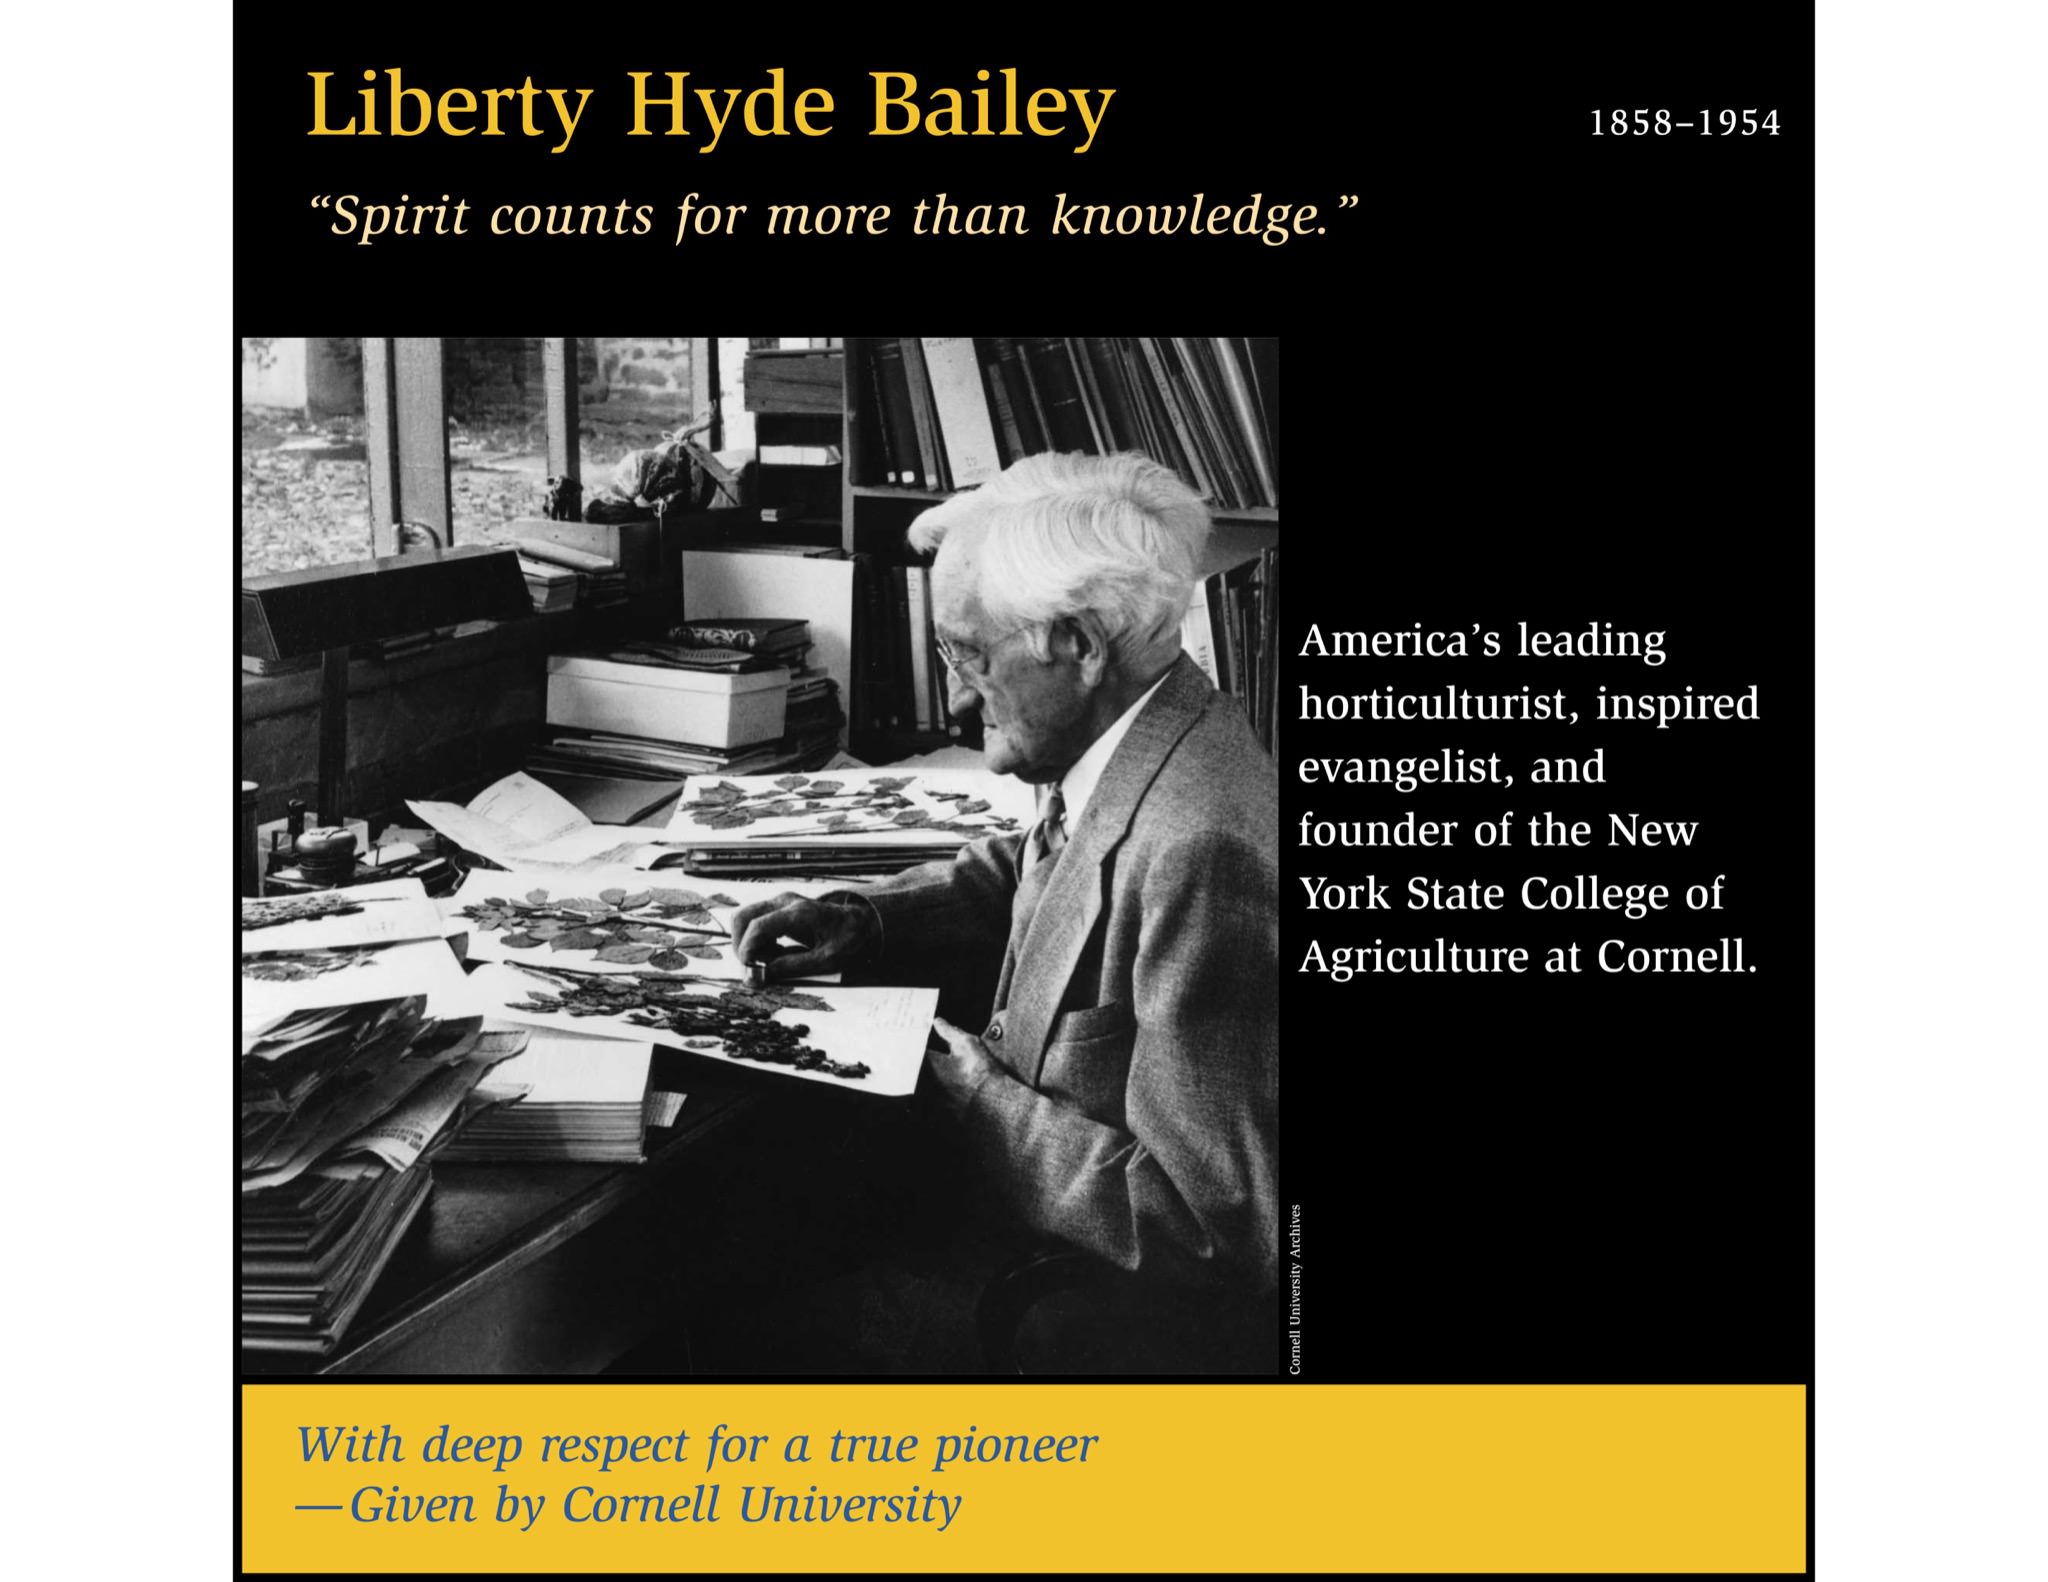 Liberty Hyde Bailey
1858–1954
“Spirit counts for more than knowledge.”
America’s leading
horticulturist, inspired
evangelist, and
founder of the New
York State College of
Agriculture at Cornell.
Cornell University Archives
With deep respect for a true pioneer
—Given by Cornell University